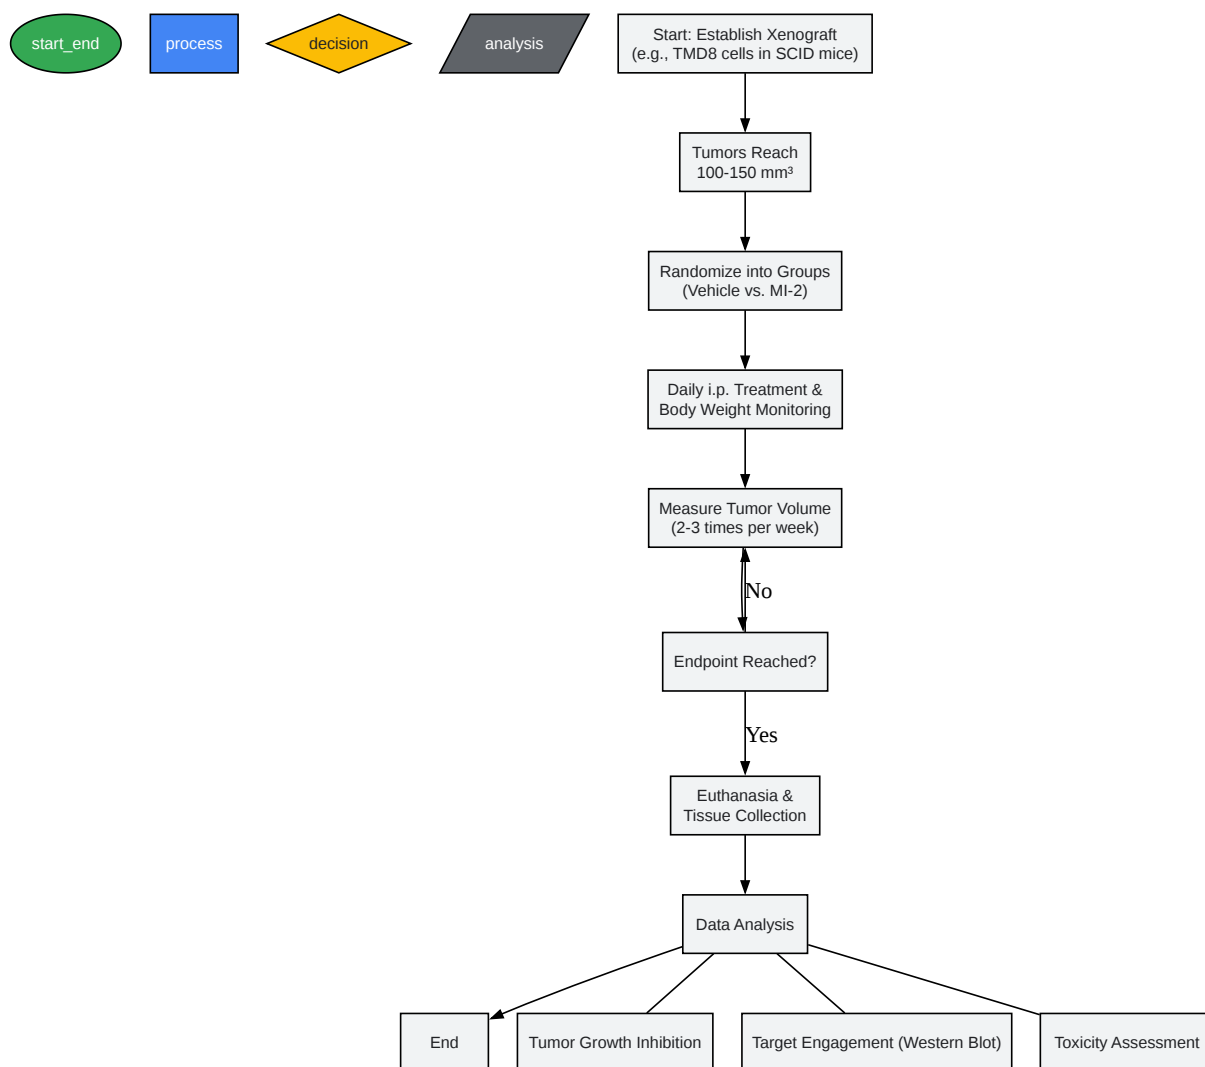 start_end
process
decision
analysis
Start: Establish Xenograft
(e.g., TMD8 cells in SCID mice)
Tumors Reach
100-150 mm³
Randomize into Groups
(Vehicle vs. MI-2)
Daily i.p. Treatment &
Body Weight Monitoring
Measure Tumor Volume
(2-3 times per week)
No
Endpoint Reached?
Yes
Euthanasia &
Tissue Collection
Data Analysis
End
Tumor Growth Inhibition
Target Engagement (Western Blot)
Toxicity Assessment